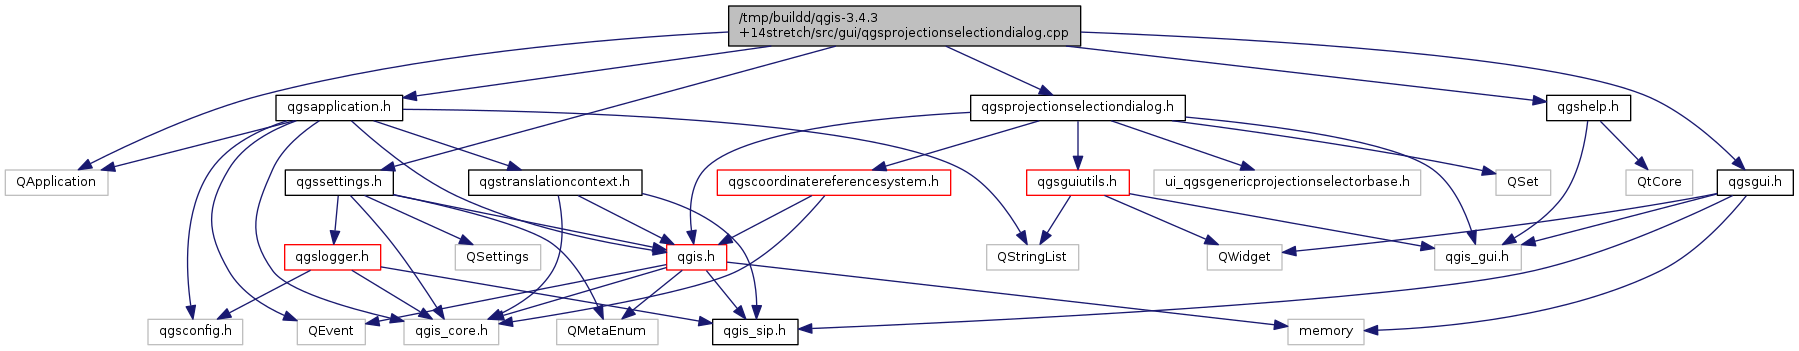 /tmp/buildd/qgis-3.4.3
+14stretch/src/gui/qgsprojectionselectiondialog.cpp
qgsapplication.h
qgsprojectionselectiondialog.h
qgshelp.h
QApplication
qgssettings.h
qgstranslationcontext.h
qgscoordinatereferencesystem.h
qgsguiutils.h
ui_qgsgenericprojectionselectorbase.h
QSet
QtCore
qgsgui.h
qgslogger.h
QSettings
qgis.h
QStringList
QWidget
qgis_gui.h
qgsconfig.h
QEvent
qgis_core.h
QMetaEnum
qgis_sip.h
memory